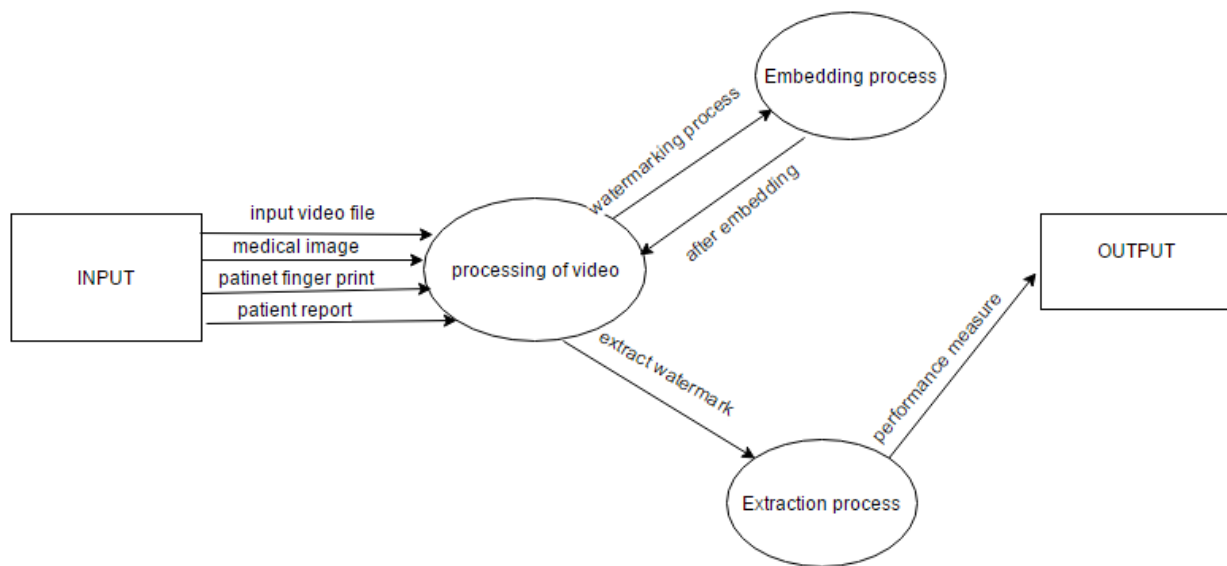 Embedding process
watermarking process
after embedding
input video file
medical image
patinet finger print
patient report
INPUT
processing of video
OUTPUT
extract watermark
performance measure
Extraction process